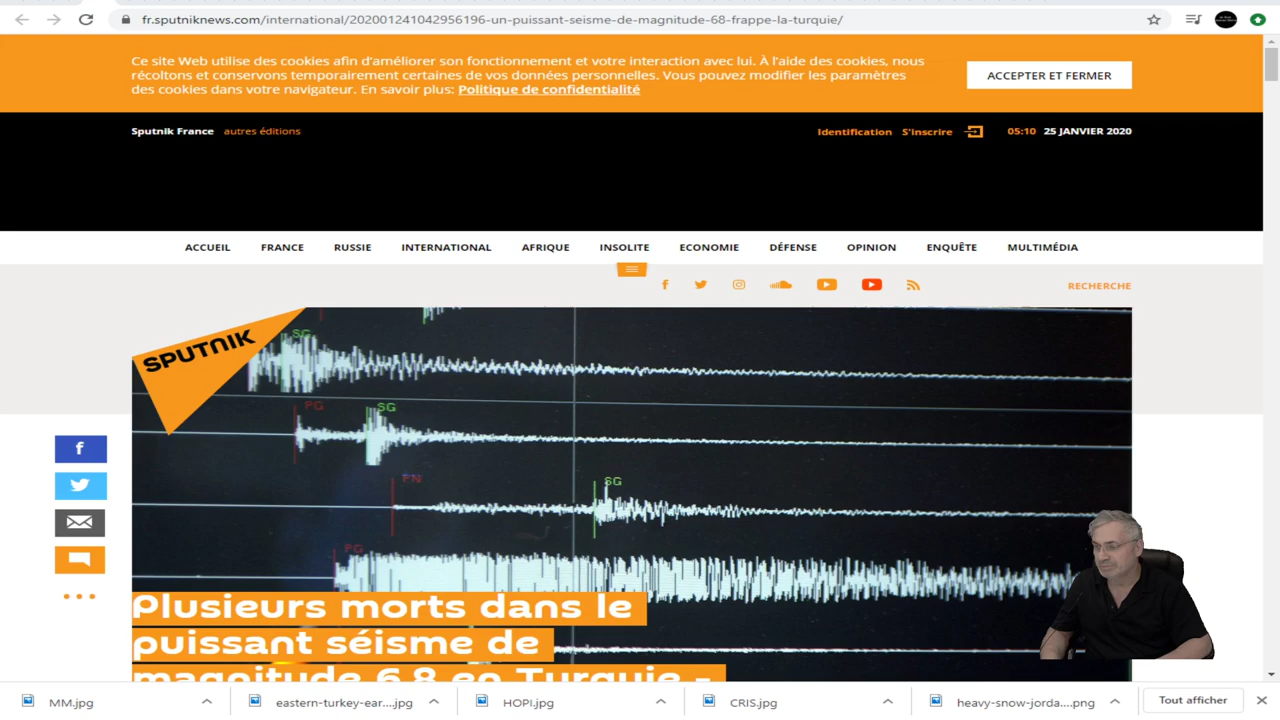 fr.sputniknews.com/international/202001241042956196-un-puissant-seisme-de-magnitude-68-frappe-la-turquie/
Ce site Web utilise des cookies afin d'améliorer son fonctionnement et votre interaction avec lui. À l'aide des cookies, nous
récoltons et conservons temporairement certaines de vos données personnelles. Vous pouvez modifier les paramètres
des cookies dans votre navigateur. En savoir plus: Politique de confidentialité
ACCEPTER ET FERMER
Sputnik France autres éditions
Identification S'inscrire 05:10 25 JANVIER 2020
ACCUEIL FRANCE RUSSIE INTERNATIONAL AFRIQUE INSOLITE ECONOMIE DÉFENSE OPINION ENQUÊTE MULTIMÉDIA
RECHERCHE
SPUTNIK
SG
PG SG
PN SG
PG
Plusieurs morts dans le
puissant séisme de
magnitude 6,8 en Turquie -
MM.jpg eastern-turkey-ear....jpg HOPI.jpg CRIS.jpg heavy-snow-jorda....png Tout afficher